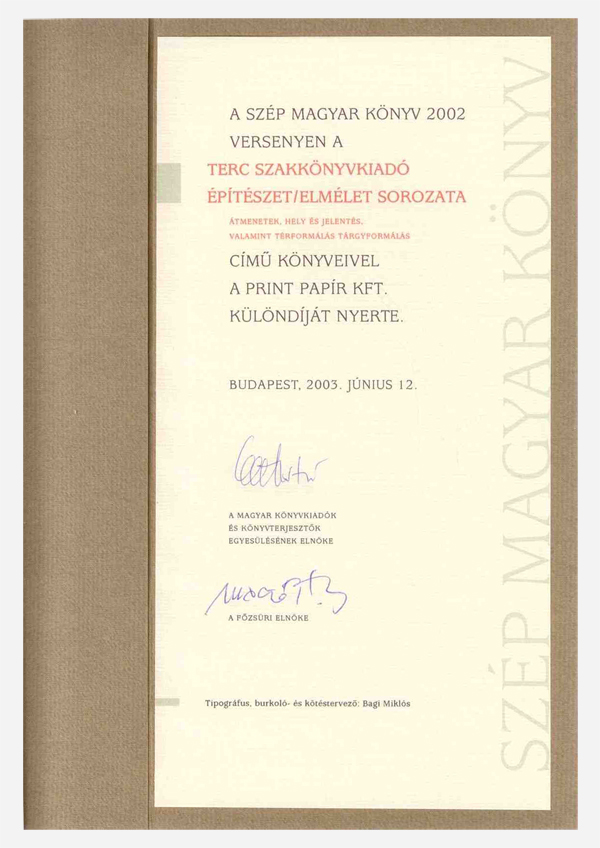 A SZÉP MAGYAR KÖNYV 2002
VERSENYEN A
TERC SZAKKÖNYVKIADÓ
ÉPÍTÉSZET/ELMÉLET SOROZATA
ÁTMENETEK, HELY ÉS JELENTÉS,
VALAMINT TÉRFORMÁLÁS TÁRGYFORMÁLÁS
CÍMŰ KÖNYVEIVEL
A PRINT PAPÍR KFT.
KÜLÖNDÍJÁT NYERTE.
BUDAPEST, 2003. JÚNIUS 12.
A MAGYAR KÖNYVKIADÓK
ÉS KÖNYVTERJESZTŐK
EGYESÜLÉSÉNEK ELNÖKE
A FŐZSŰRI ELNÖKE
Tipográfus, burkoló- és kötéstervező: Bagi Miklós
SZÉP MAGYAR KÖNYV